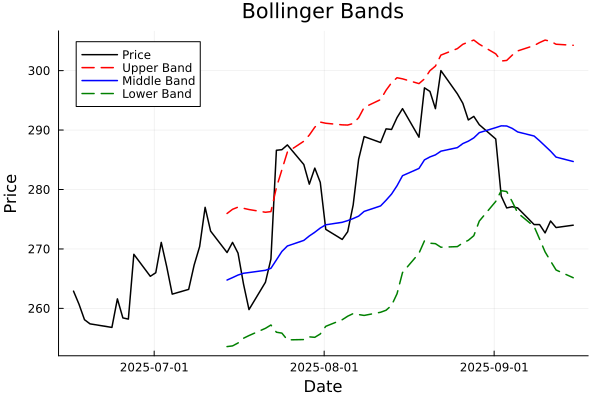 Bollinger Bands
Price
Upper Band
Middle Band
Lower Band
Price
300
290
280
270
260
2025-07-01
2025-08-01
2025-09-01
Date